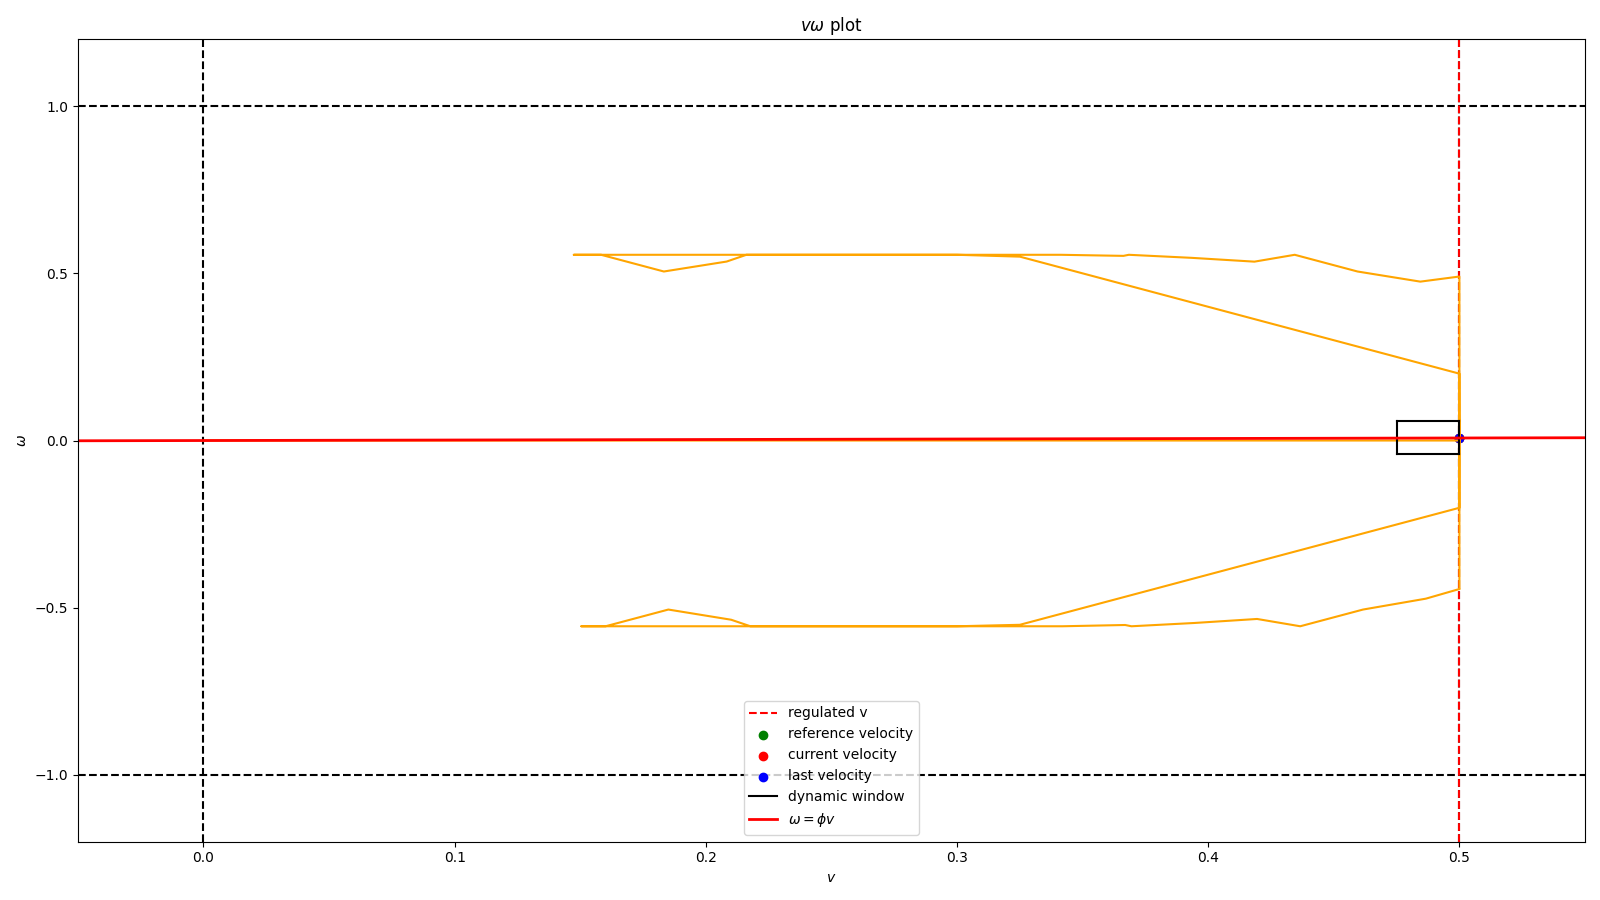 vω plot
1.0
0.5
0.0
−0.5
−1.0
ω
0.0
0.1
0.2
0.3
0.4
0.5
v
regulated v
reference velocity
current velocity
last velocity
dynamic window
ω = ϕv